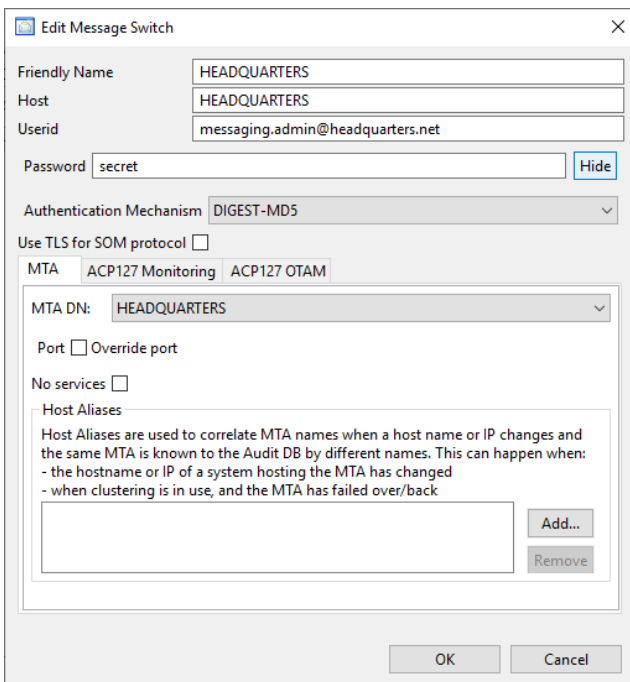 Edit Message Switch
Friendly Name HEADQUARTERS
Host HEADQUARTERS
Userid messaging.admin@headquarters.net
Password secret Hide
Authentication Mechanism DIGEST-MD5
Use TLS for SOM protocol
MTA ACP127 Monitoring ACP127 OTAM
MTA DN: HEADQUARTERS
Port Override port
No services
Host Aliases
Host Aliases are used to correlate MTA names when a host name or IP changes and
the same MTA is known to the Audit DB by different names. This can happen when:
- the hostname or IP of a system hosting the MTA has changed
- when clustering is in use, and the MTA has failed over/back
Add...
Remove
OK Cancel